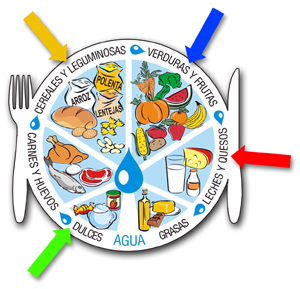 CEREALES Y LEGUMINOSAS
VERDURAS Y FRUTAS
POLENTA
ARROZ
LENTEJAS
CARNES Y HUEVOS
LECHES Y QUESOS
DULCES
AGUA
GRASAS